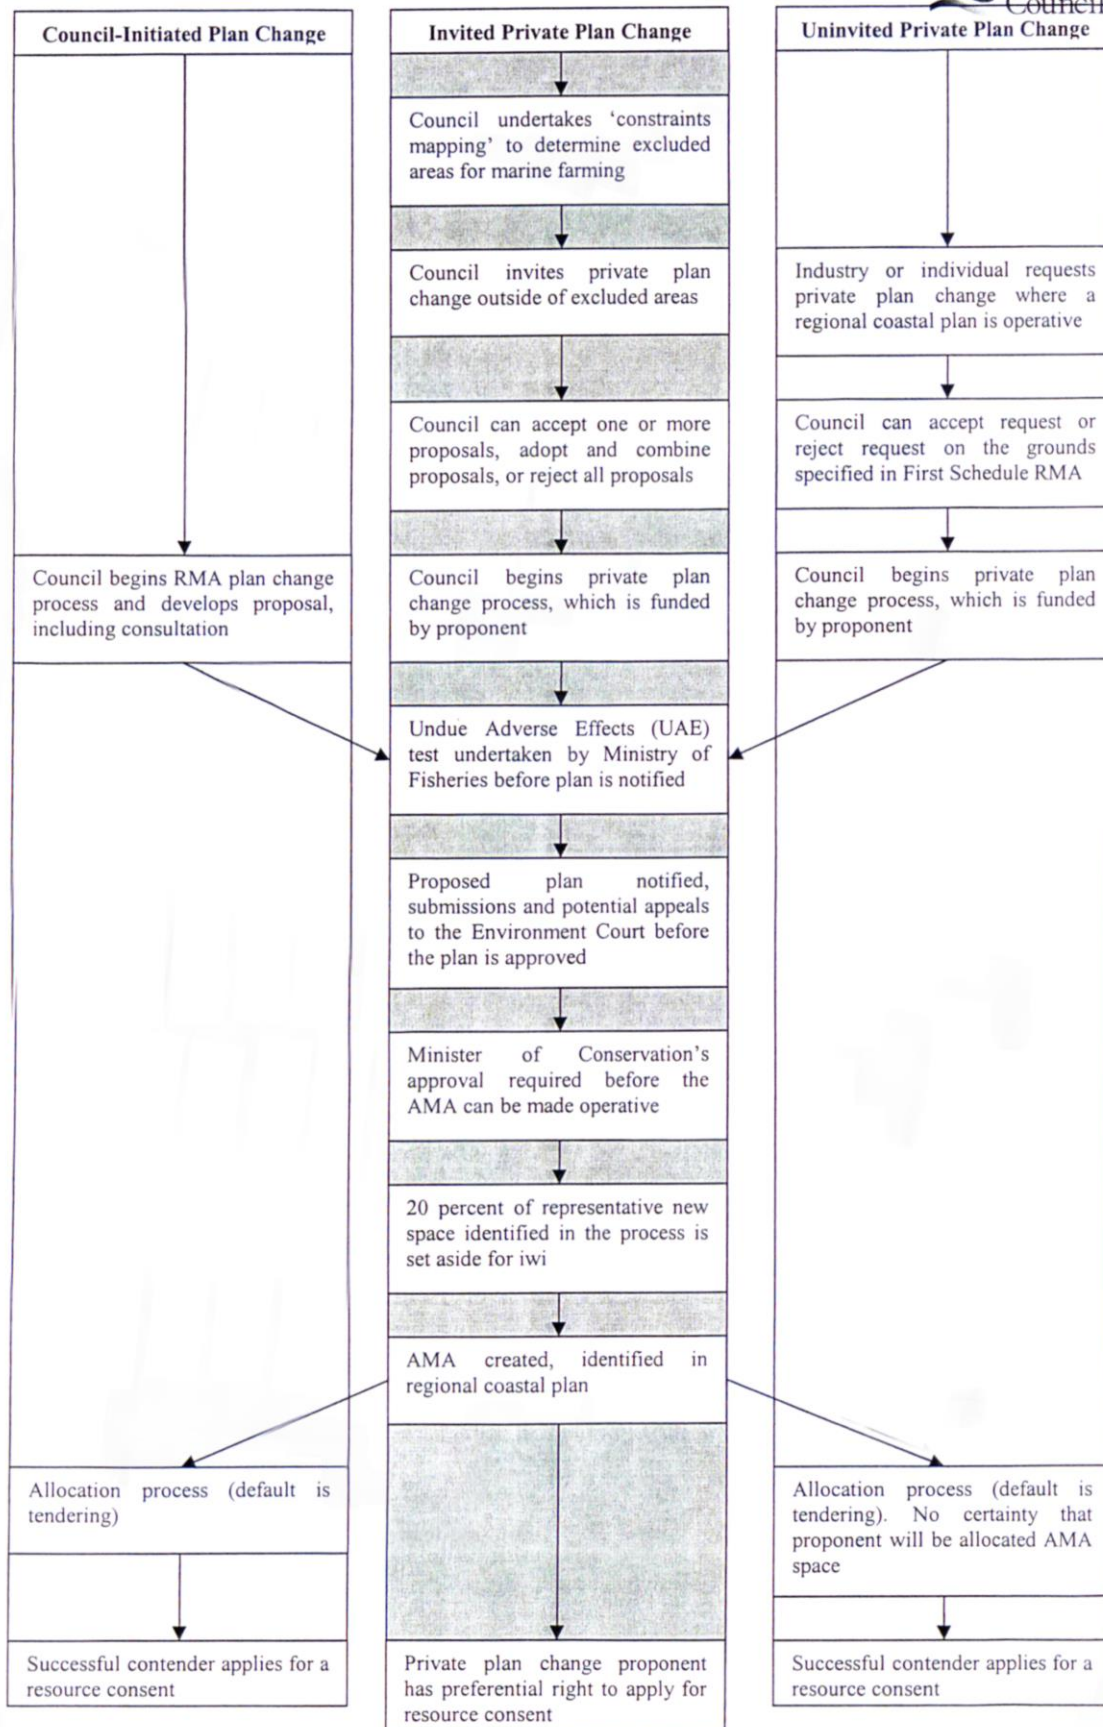 Council
Council-Initiated Plan Change
Invited Private Plan Change
Uninvited Private Plan Change
Council undertakes ‘constraints
mapping’ to determine excluded
areas for marine farming
Council invites private plan
change outside of excluded areas
Industry or individual requests
private plan change where a
regional coastal plan is operative
Council can accept one or more
proposals, adopt and combine
proposals, or reject all proposals
Council can accept request or
reject request on the grounds
specified in First Schedule RMA
Council begins RMA plan change
process and develops proposal,
including consultation
Council begins private plan
change process, which is funded
by proponent
Council begins private plan
change process, which is funded
by proponent
Undue Adverse Effects (UAE)
test undertaken by Ministry of
Fisheries before plan is notified
Proposed plan notified,
submissions and potential appeals
to the Environment Court before
the plan is approved
Minister of Conservation’s
approval required before the
AMA can be made operative
20 percent of representative new
space identified in the process is
set aside for iwi
AMA created, identified in
regional coastal plan
Allocation process (default is
tendering)
Allocation process (default is
tendering). No certainty that
proponent will be allocated AMA
space
Successful contender applies for a
resource consent
Private plan change proponent
has preferential right to apply for
resource consent
Successful contender applies for a
resource consent